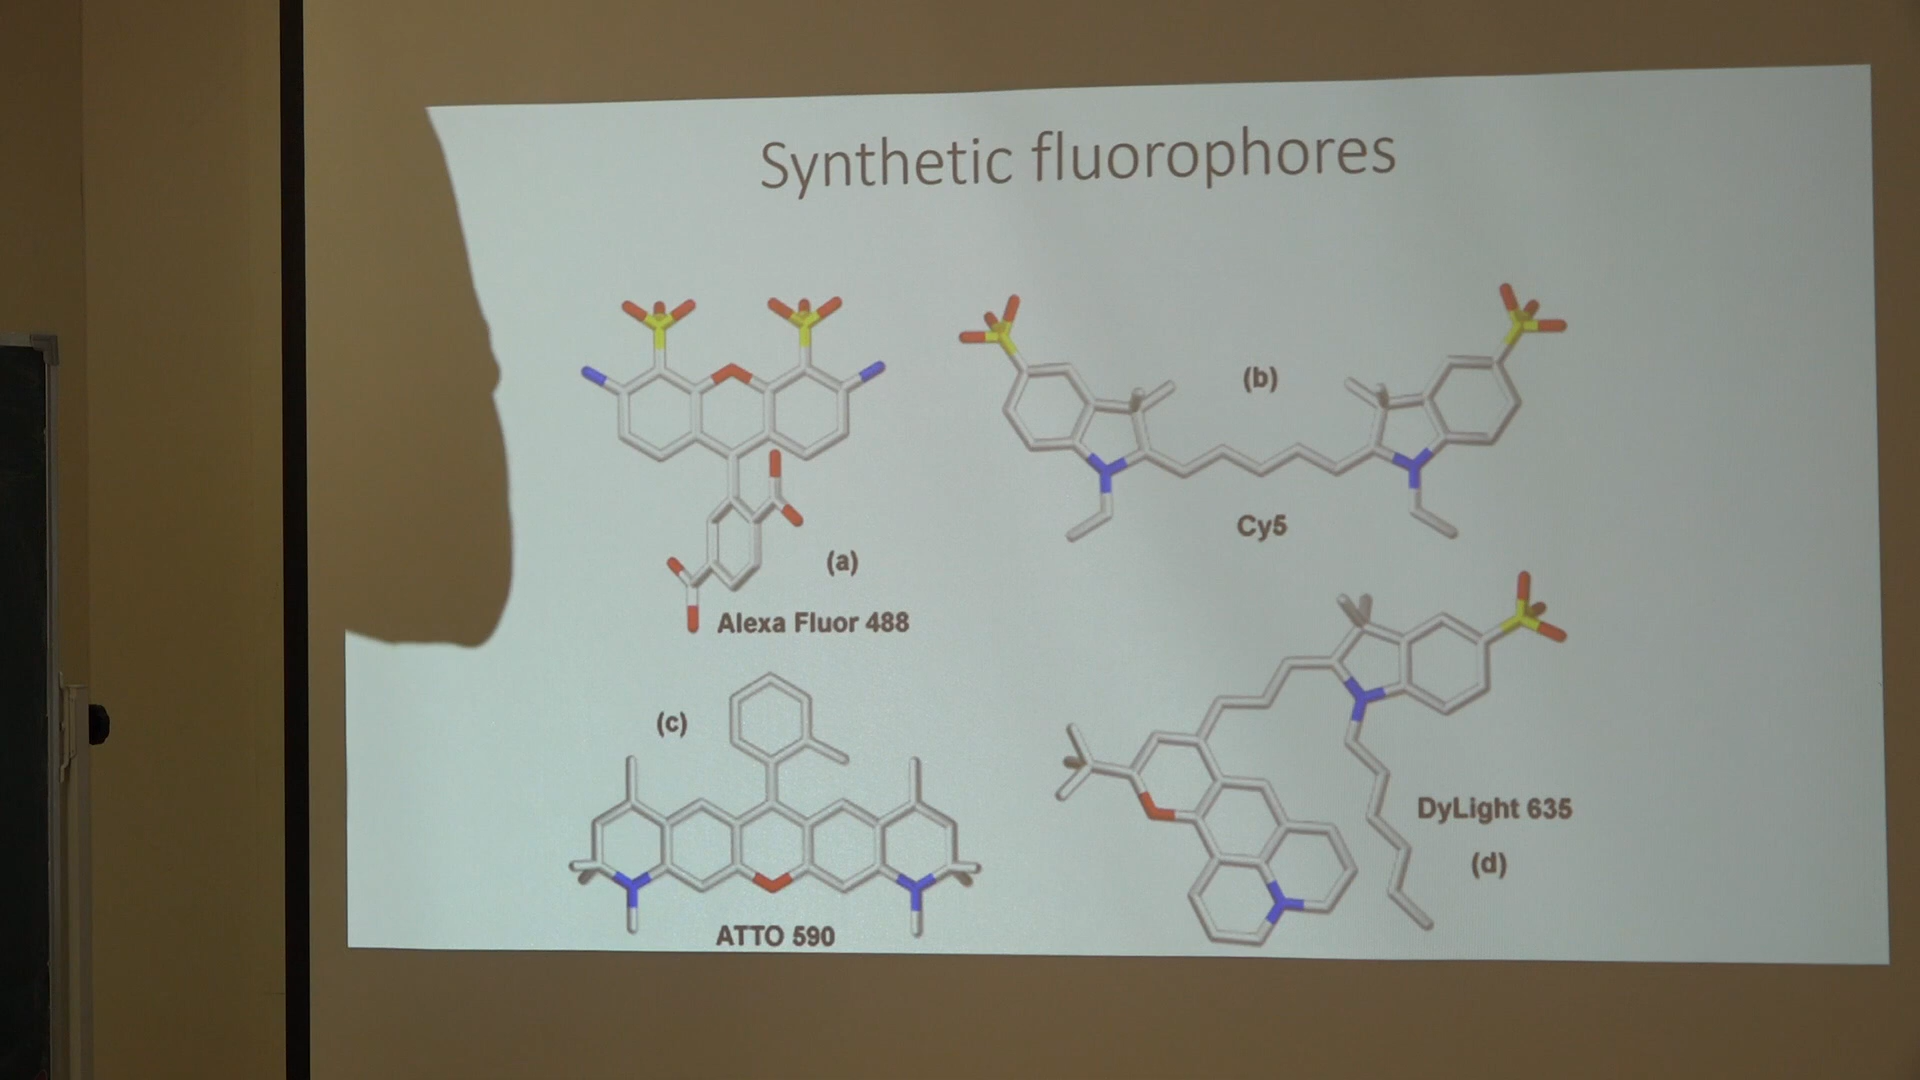 Synthetic fluorophores
(a)
Alexa Fluor 488
(b)
Cy5
(c)
ATTO 590
DyLight 635
(d)